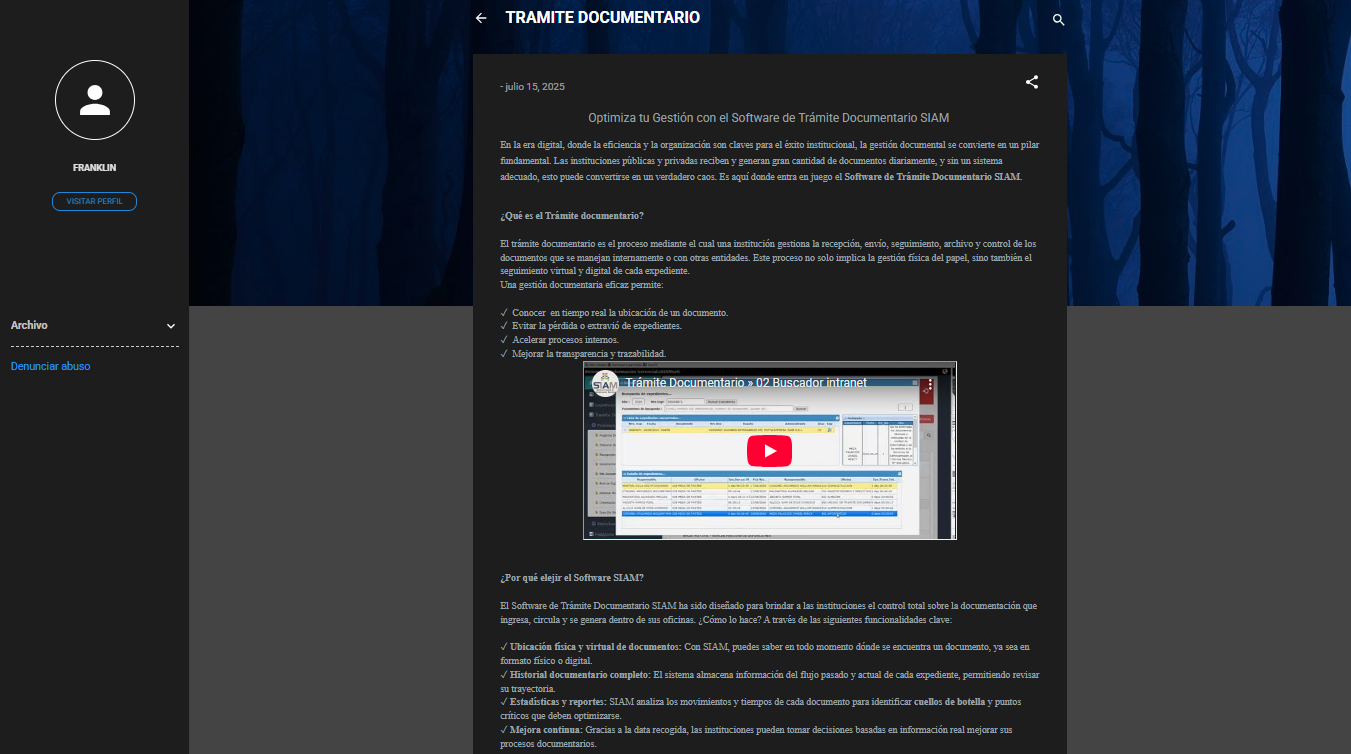 TRAMITE DOCUMENTARIO
FRANKLIN
VISITAR PERFIL
Archivo
Denunciar abuso
- julio 15, 2025
Optimiza tu Gestión con el Software de Trámite Documentario SIAM
En la era digital, donde la eficiencia y la organización son claves para el éxito institucional, la gestión documental se convierte en un pilar
fundamental. Las instituciones públicas y privadas reciben y generan gran cantidad de documentos diariamente, y sin un sistema
adecuado, esto puede convertirse en un verdadero caos. Es aquí donde entra en juego el Software de Trámite Documentario SIAM.
¿Qué es el Trámite documentario?
El trámite documentario es el proceso mediante el cual una institución gestiona la recepción, envío, seguimiento, archivo y control de los
documentos que se manejan internamente o con otras entidades. Este proceso no solo implica la gestión física del papel, sino también el
seguimiento virtual y digital de cada expediente.
Una gestión documentaria eficaz permite:
✓ Conocer en tiempo real la ubicación de un documento.
✓ Evitar la pérdida o extravió de expedientes.
✓ Acelerar procesos internos.
✓ Mejorar la transparencia y trazabilidad.
SIAM
Trámite Documentario » 02 Buscador intranet
¿Por qué elejir el Software SIAM?
El Software de Trámite Documentario SIAM ha sido diseñado para brindar a las instituciones el control total sobre la documentación que
ingresa, circula y se genera dentro de sus oficinas. ¿Cómo lo hace? A través de las siguientes funcionalidades clave:
✓ Ubicación física y virtual de documentos: Con SIAM, puedes saber en todo momento dónde se encuentra un documento, ya sea en
formato físico o digital.
✓ Historial documentario completo: El sistema almacena información del flujo pasado y actual de cada expediente, permitiendo revisar
su trayectoria.
✓ Estadísticas y reportes: SIAM analiza los movimientos y tiempos de cada documento para identificar cuellos de botella y puntos
críticos que deben optimizarse.
✓ Mejora continua: Gracias a la data recogida, las instituciones pueden tomar decisiones basadas en información real mejorar sus
procesos documentarios.